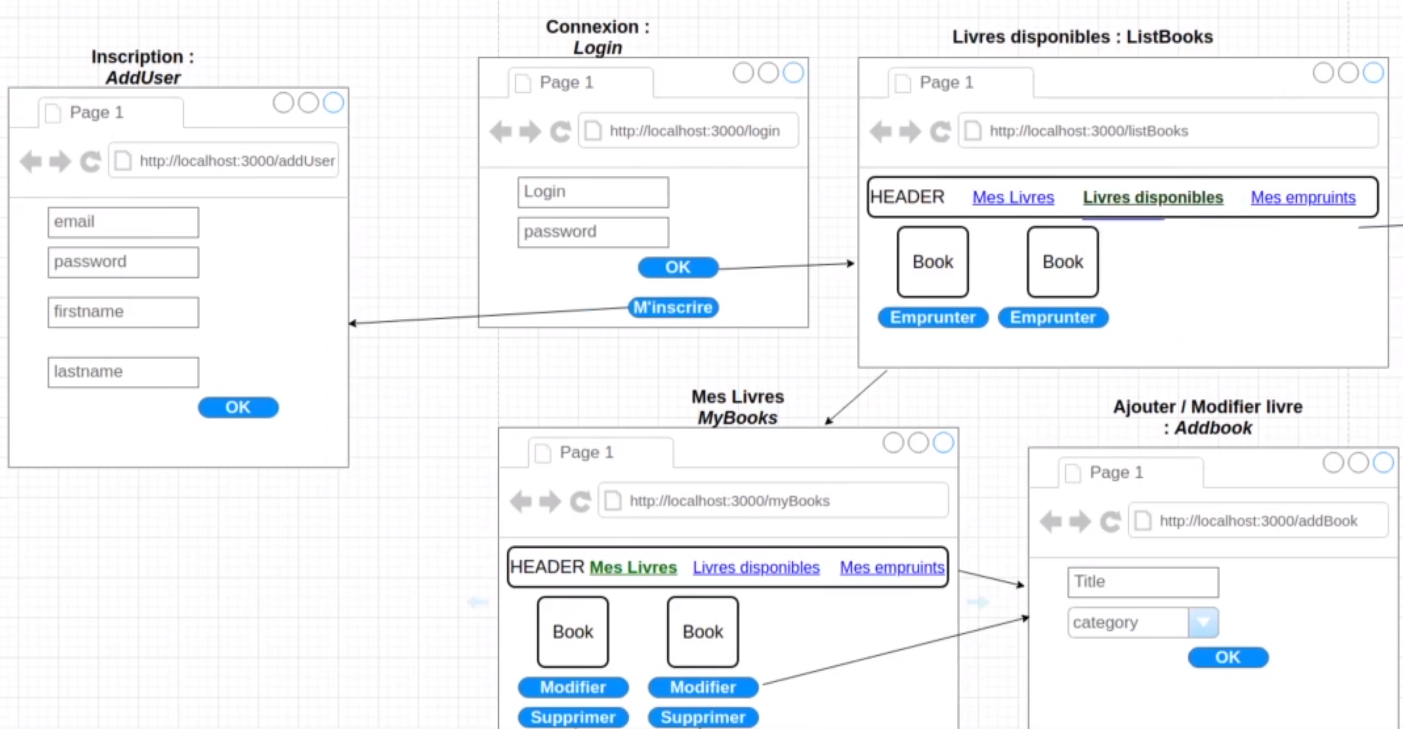 Inscription :
AddUser
Page 1
http://localhost:3000/addUser
email
password
firstname
lastname
OK
Connexion :
Login
Page 1
http://localhost:3000/login
Login
password
OK
M'inscrire
Livres disponibles : ListBooks
Page 1
http://localhost:3000/listBooks
HEADER Mes Livres Livres disponibles Mes empruints
Book Book
Emprunter Emprunter
Mes Livres
MyBooks
Page 1
http://localhost:3000/myBooks
HEADER Mes Livres Livres disponibles Mes empruints
Book Book
Modifier Modifier
Supprimer Supprimer
Ajouter / Modifier livre
: Addbook
Page 1
http://localhost:3000/addBook
Title
category
OK